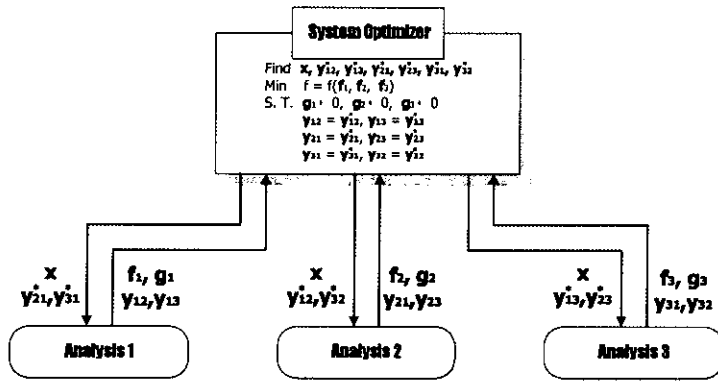 System Optimizer
Find x, y*12, y*13, y*21, y*23, y*31, y*32
Min f = f(f1, f2, f3)
S. T. g1· 0, g2· 0, g3· 0
y12 = y*12, y13 = y*13
y21 = y*21, y23 = y*23
y31 = y*31, y32 = y*32
x
y*21,y*31
f1, g1
y12,y13
x
y*12,y*32
f2, g2
y21,y23
x
y*13,y*23
f3, g3
y31,y32
Analysis 1
Analysis 2
Analysis 3